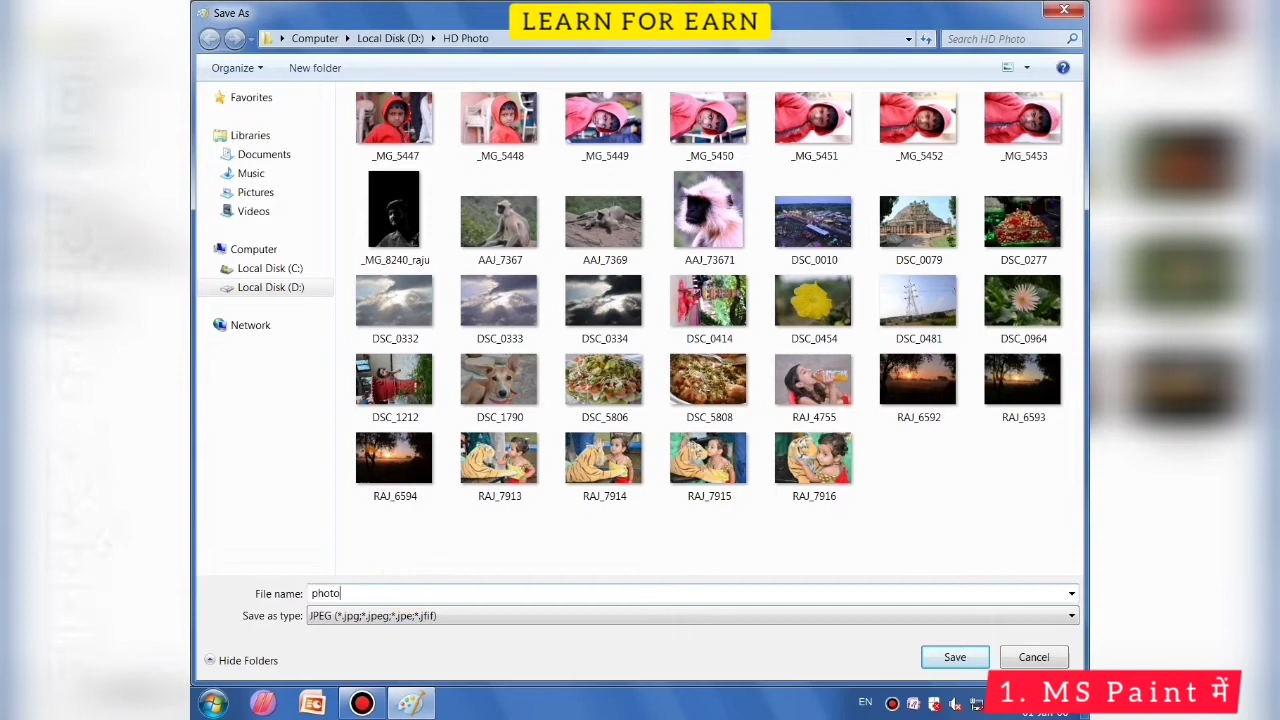 Save As
LEARN FOR EARN
Computer
Local Disk (D:)
HD Photo
Search HD Photo
Organize
New folder
Favorites
Libraries
Documents
Music
Pictures
Videos
Computer
Local Disk (C:)
Local Disk (D:)
Network
_MG_5447
_MG_5448
_MG_5449
_MG_5450
_MG_5451
_MG_5452
_MG_5453
_MG_8240_raju
AAJ_7367
AAJ_7369
AAJ_73671
DSC_0010
DSC_0079
DSC_0277
DSC_0332
DSC_0333
DSC_0334
DSC_0414
DSC_0454
DSC_0481
DSC_0964
DSC_1212
DSC_1790
DSC_5806
DSC_5808
RAJ_4755
RAJ_6592
RAJ_6593
RAJ_6594
RAJ_7913
RAJ_7914
RAJ_7915
RAJ_7916
File name: photo
Save as type: JPEG (*.jpg;*.jpeg;*.jpe;*.jfif)
Hide Folders
Save
Cancel
EN
1. MS Paint में